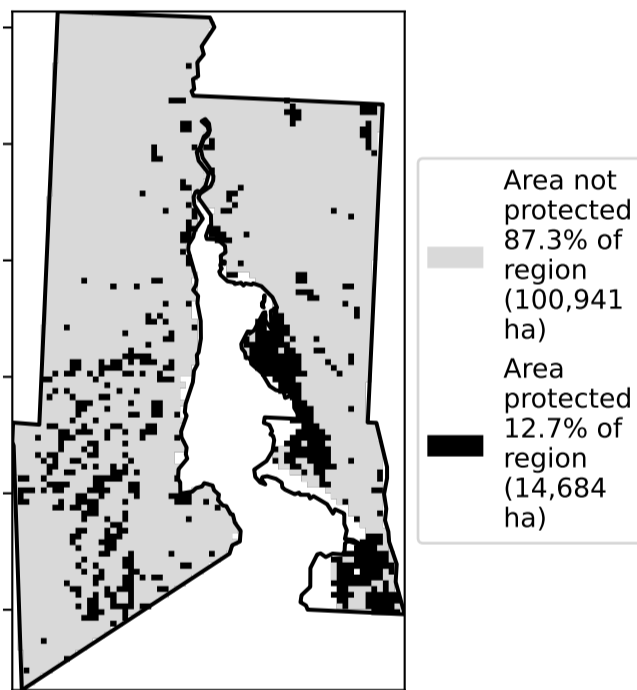 Area not
protected
87.3% of
region
(100,941
ha)
Area
protected
12.7% of
region
(14,684
ha)